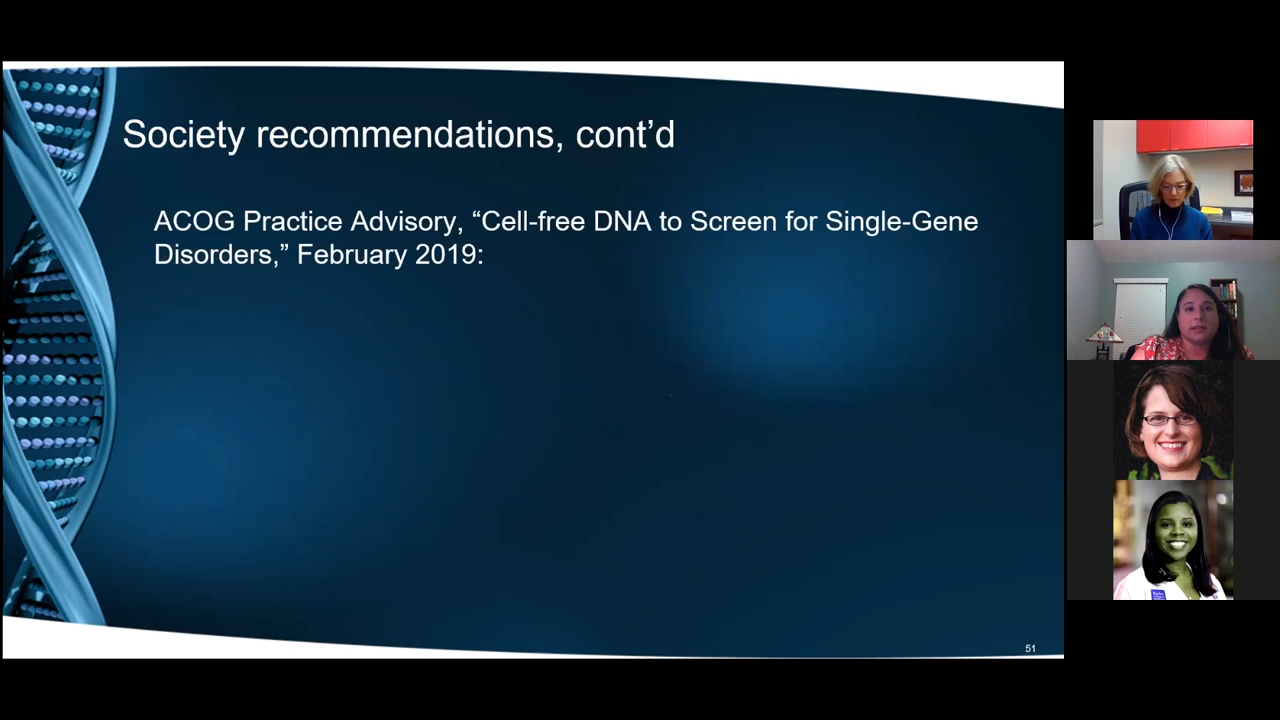 Society recommendations, cont’d
ACOG Practice Advisory, “Cell-free DNA to Screen for Single-Gene
Disorders,” February 2019:
51